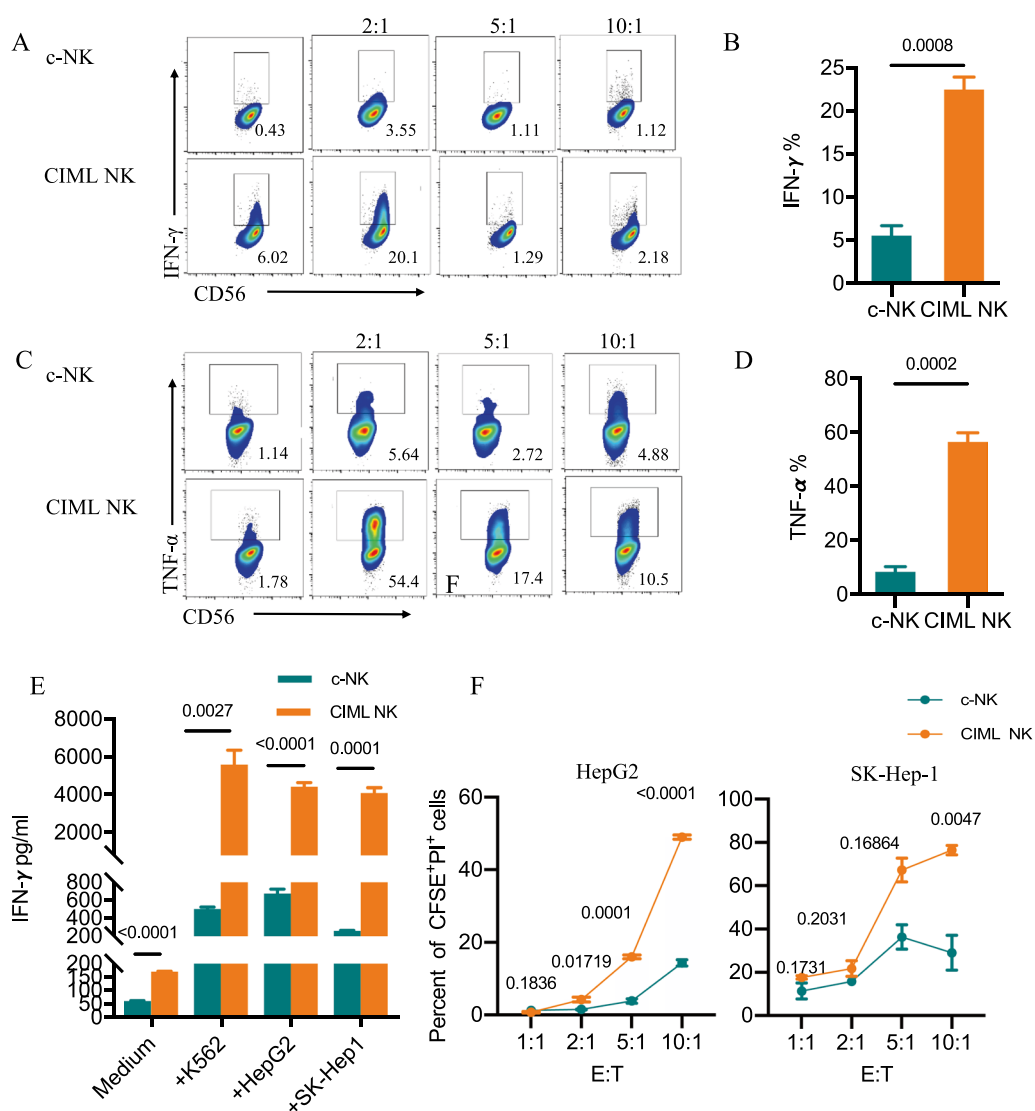 A
2:1 5:1 10:1
c-NK
0.43 3.55 1.11 1.12
CIML NK
6.02 20.1 1.29 2.18
IFN-γ
CD56
B
0.0008
IFN-γ %
25
20
15
10
5
0
c-NK CIML NK
C
2:1 5:1 10:1
c-NK
1.14 5.64 2.72 4.88
CIML NK
1.78 54.4 17.4 10.5
F
TNF-α
CD56
D
0.0002
TNF-α %
80
60
40
20
0
c-NK CIML NK
E
c-NK
CIML NK
IFN-γ pg/ml
8000
6000
4000
2000
800
600
400
200
200
150
100
50
0
<0.0001
0.0027
<0.0001
0.0001
Medium
+K562
+HepG2
+SK-Hep1
F
c-NK
CIML NK
HepG2
Percent of CFSE+PI+ cells
60
40
20
0
0.1836
0.01719
0.0001
<0.0001
1:1 2:1 5:1 10:1
E:T
SK-Hep-1
100
80
60
40
20
0
0.1731
0.2031
0.16864
0.0047
1:1 2:1 5:1 10:1
E:T